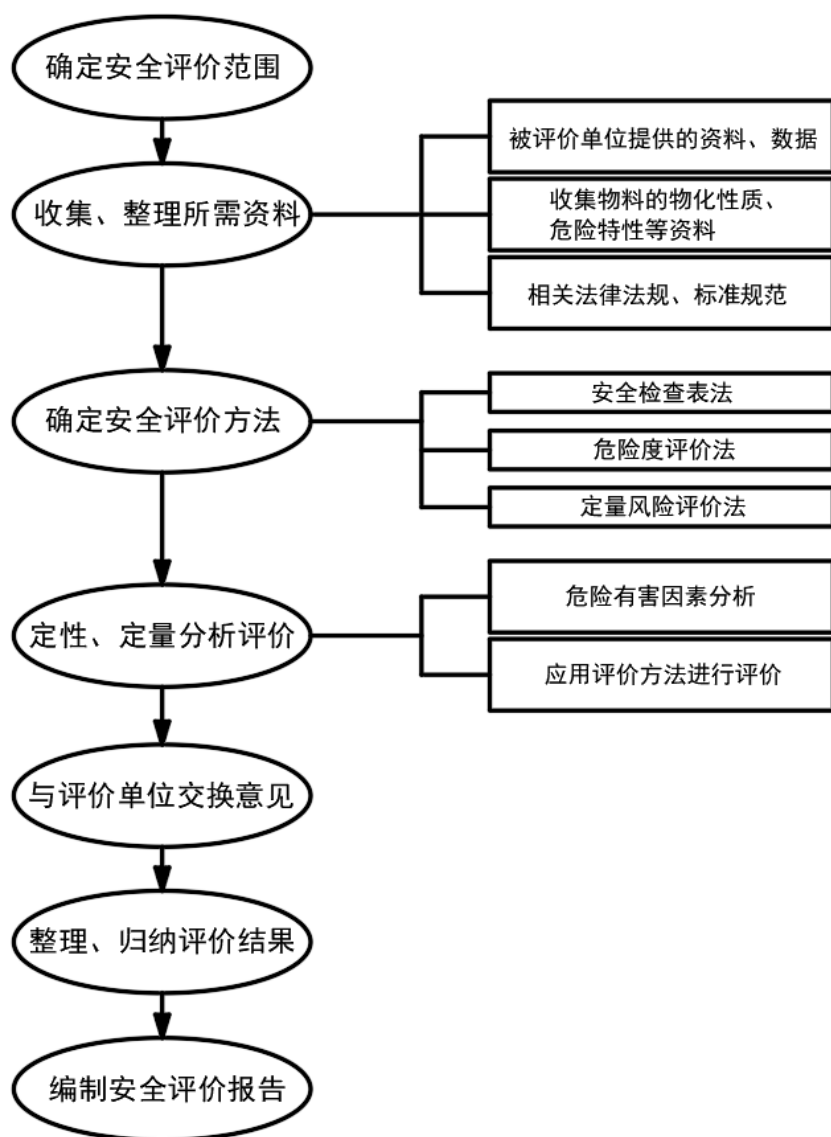 确定安全评价范围
收集、整理所需资料
被评价单位提供的资料、数据
收集物料的物化性质、
危险特性等资料
相关法律法规、标准规范
确定安全评价方法
安全检查表法
危险度评价法
定量风险评价法
定性、定量分析评价
危险有害因素分析
应用评价方法进行评价
与评价单位交换意见
整理、归纳评价结果
编制安全评价报告